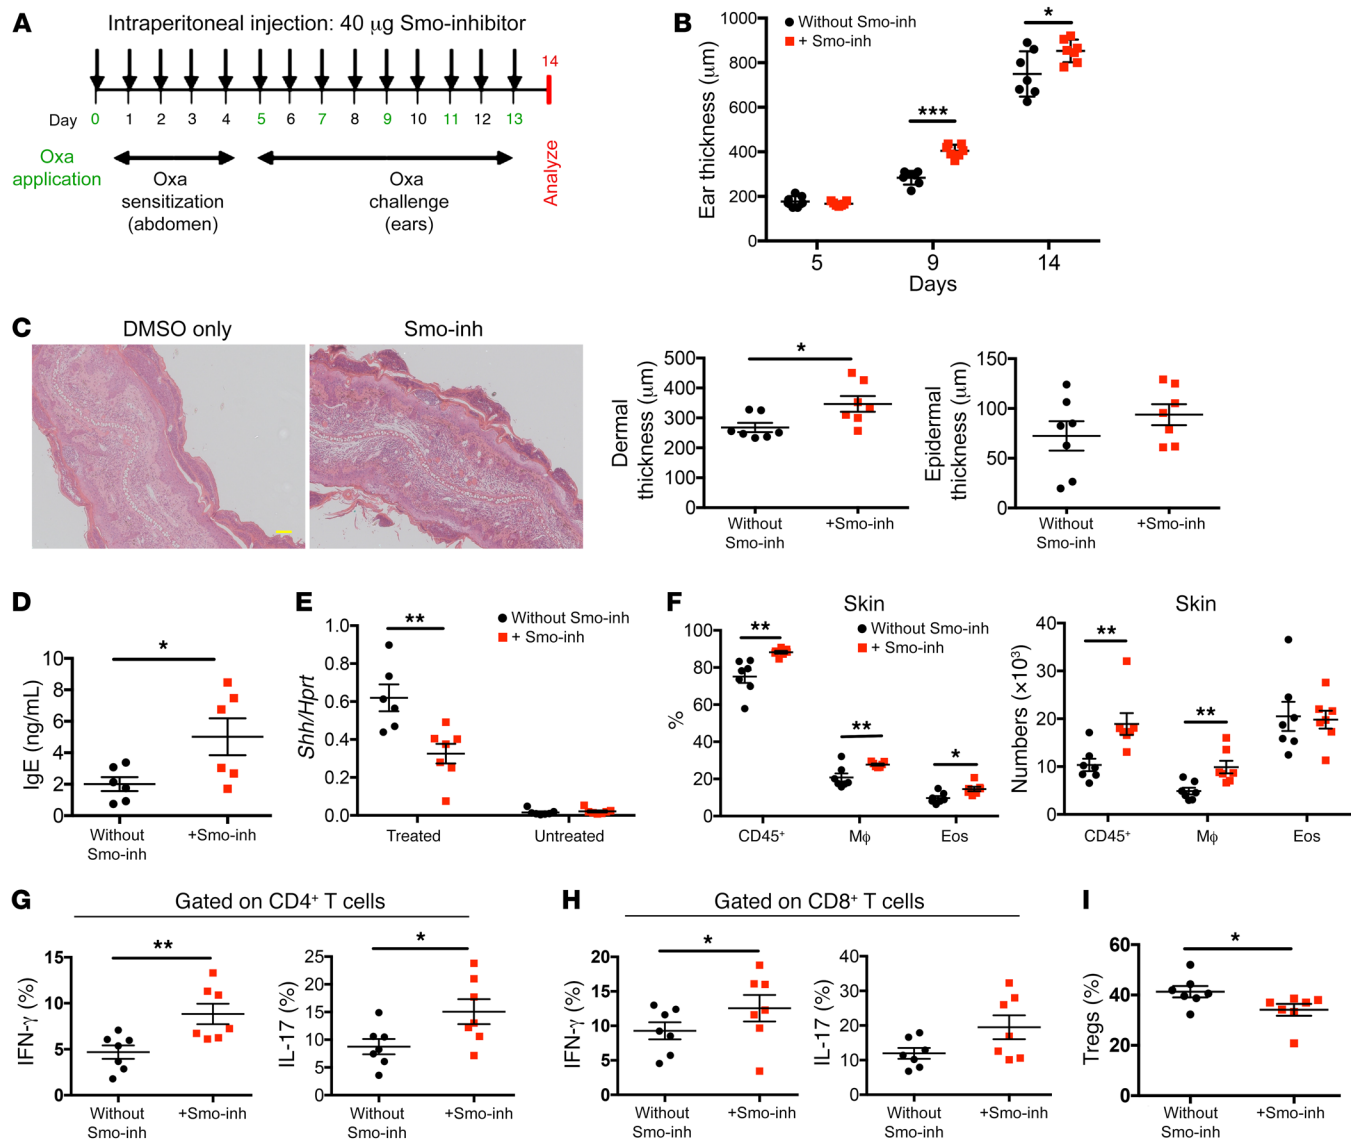 A
Intraperitoneal injection: 40 μg Smo-inhibitor
14
Day
0 1 2 3 4 5 6 7 8 9 10 11 12 13
Oxa
application
Oxa
sensitization
(abdomen)
Oxa
challenge
(ears)
Analyze
B
Without Smo-inh
+ Smo-inh
Ear thickness (μm)
1000
800
600
400
200
0
*
***
5 9 14
Days
C
DMSO only
Smo-inh
Dermal
thickness (μm)
500
400
300
200
100
0
*
Without
Smo-inh
+Smo-inh
Epidermal
thickness (μm)
150
100
50
0
Without
Smo-inh
+Smo-inh
D
IgE (ng/mL)
10
8
6
4
2
0
*
Without
Smo-inh
+Smo-inh
E
Without Smo-inh
+ Smo-inh
Shh/Hprt
1.0
0.8
0.6
0.4
0.2
0.0
**
Treated
Untreated
F
Skin
Without Smo-inh
+ Smo-inh
%
100
80
60
40
20
0
**
**
*
CD45⁺ Mϕ Eos
Skin
Numbers (×10³)
40
30
20
10
0
**
**
CD45⁺ Mϕ Eos
G
Gated on CD4⁺ T cells
IFN-γ (%)
15
10
5
0
**
Without
Smo-inh
+Smo-inh
IL-17 (%)
25
20
15
10
5
0
*
Without
Smo-inh
+Smo-inh
H
Gated on CD8⁺ T cells
IFN-γ (%)
20
15
10
5
0
*
Without
Smo-inh
+Smo-inh
IL-17 (%)
40
30
20
10
0
Without
Smo-inh
+Smo-inh
I
Tregs (%)
60
40
20
0
*
Without
Smo-inh
+Smo-inh